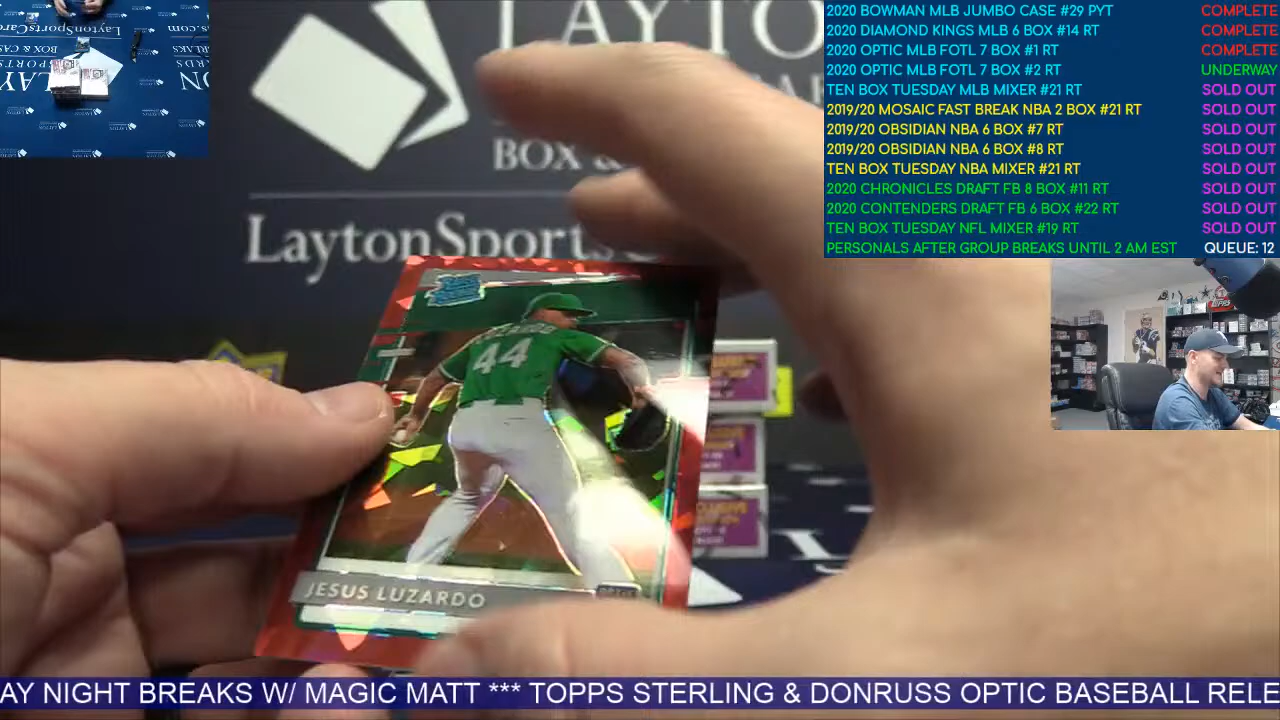 2020 BOWMAN MLB JUMBO CASE #29 PYT COMPLETE
2020 DIAMOND KINGS MLB 6 BOX #14 RT COMPLETE
2020 OPTIC MLB FOTL 7 BOX #1 RT COMPLETE
2020 OPTIC MLB FOTL 7 BOX #2 RT UNDERWAY
TEN BOX TUESDAY MLB MIXER #21 RT SOLD OUT
2019/20 MOSAIC FAST BREAK NBA 2 BOX #21 RT SOLD OUT
2019/20 OBSIDIAN NBA 6 BOX #7 RT SOLD OUT
2019/20 OBSIDIAN NBA 6 BOX #8 RT SOLD OUT
TEN BOX TUESDAY NBA MIXER #21 RT SOLD OUT
2020 CHRONICLES DRAFT FB 8 BOX #11 RT SOLD OUT
2020 CONTENDERS DRAFT FB 6 BOX #22 RT SOLD OUT
TEN BOX TUESDAY NFL MIXER #19 RT SOLD OUT
PERSONALS AFTER GROUP BREAKS UNTIL 2 AM EST QUEUE: 12
LAYTO
BOX &
LaytonSports
44
JESUS LUZARDO
AY NIGHT BREAKS W/ MAGIC MATT *** TOPPS STERLING & DONRUSS OPTIC BASEBALL RELE